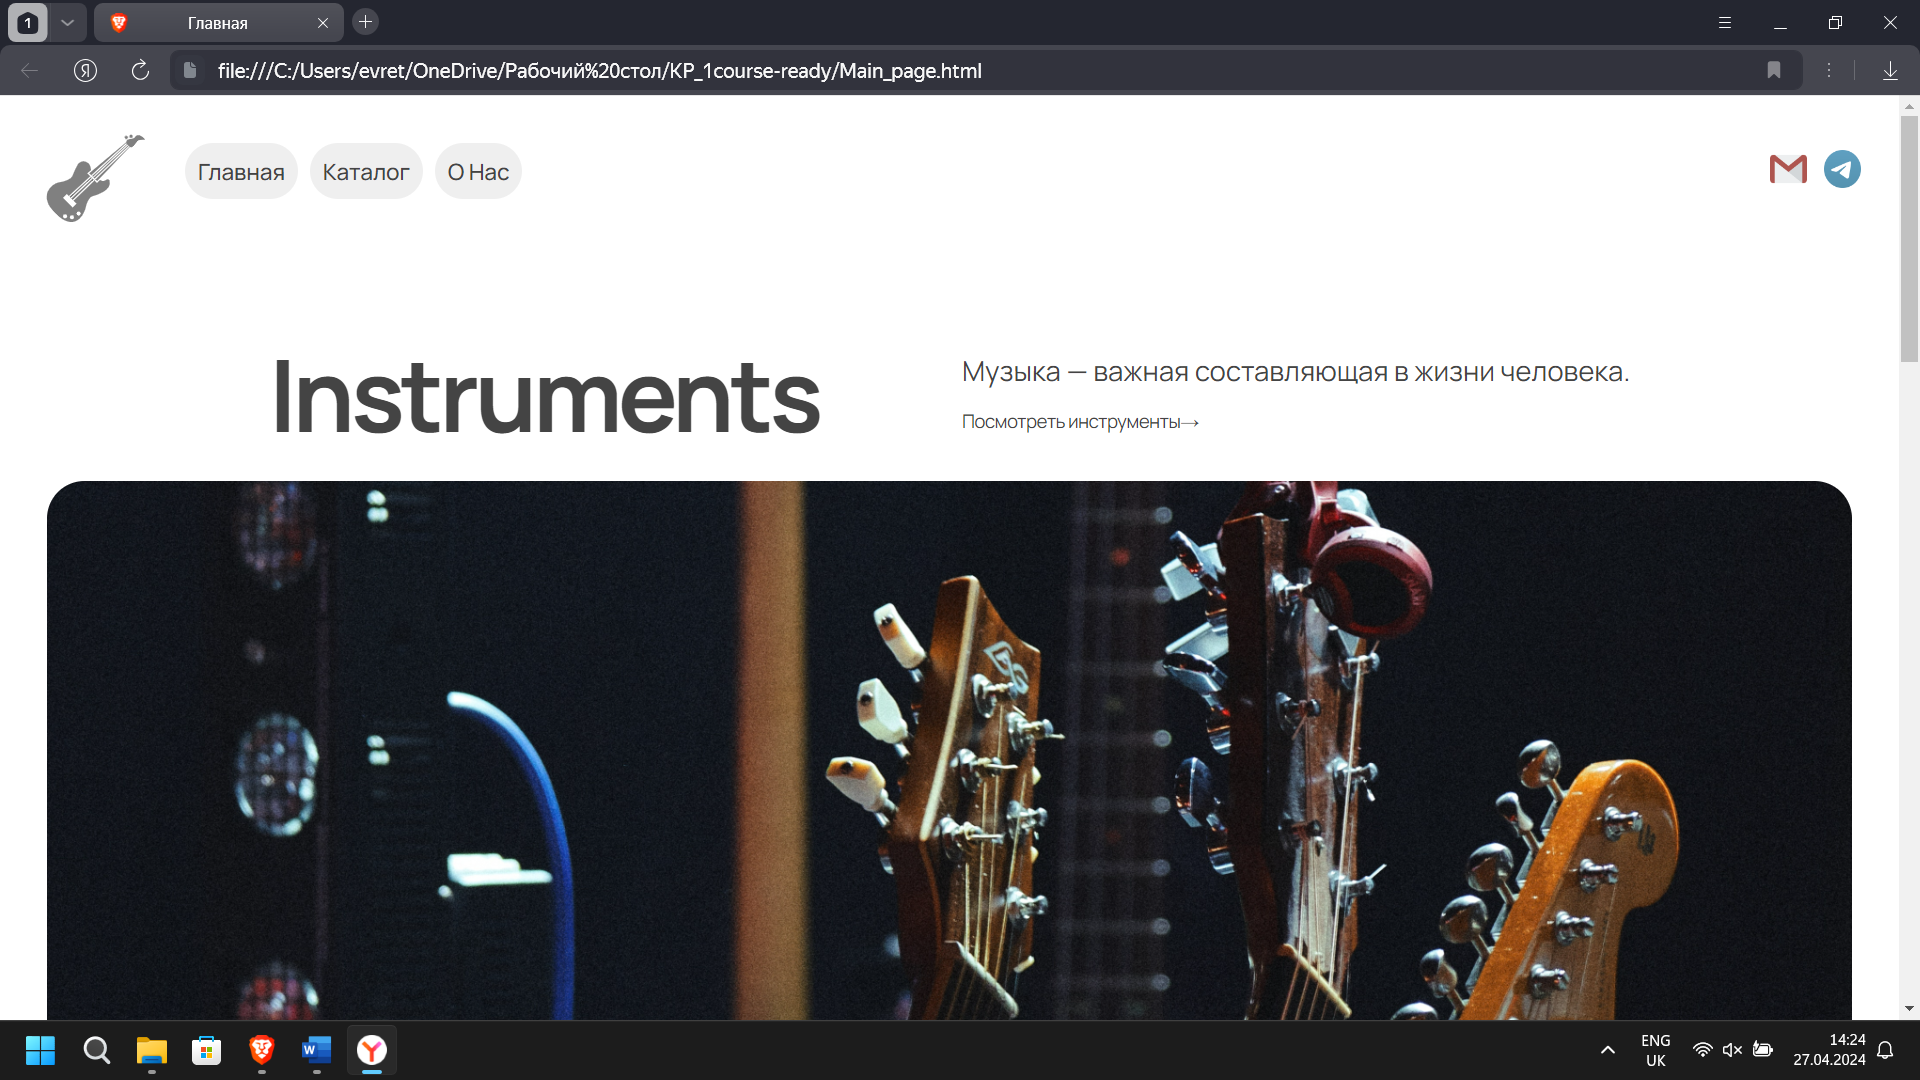 1
Главная
Я
file:///C:/Users/evret/OneDrive/Рабочий%20стол/KP_1course-ready/Main_page.html
Главная
Каталог
О Нас
Instruments
Музыка — важная составляющая в жизни человека.
Посмотреть инструменты→
W
ENG
UK
14:24
27.04.2024